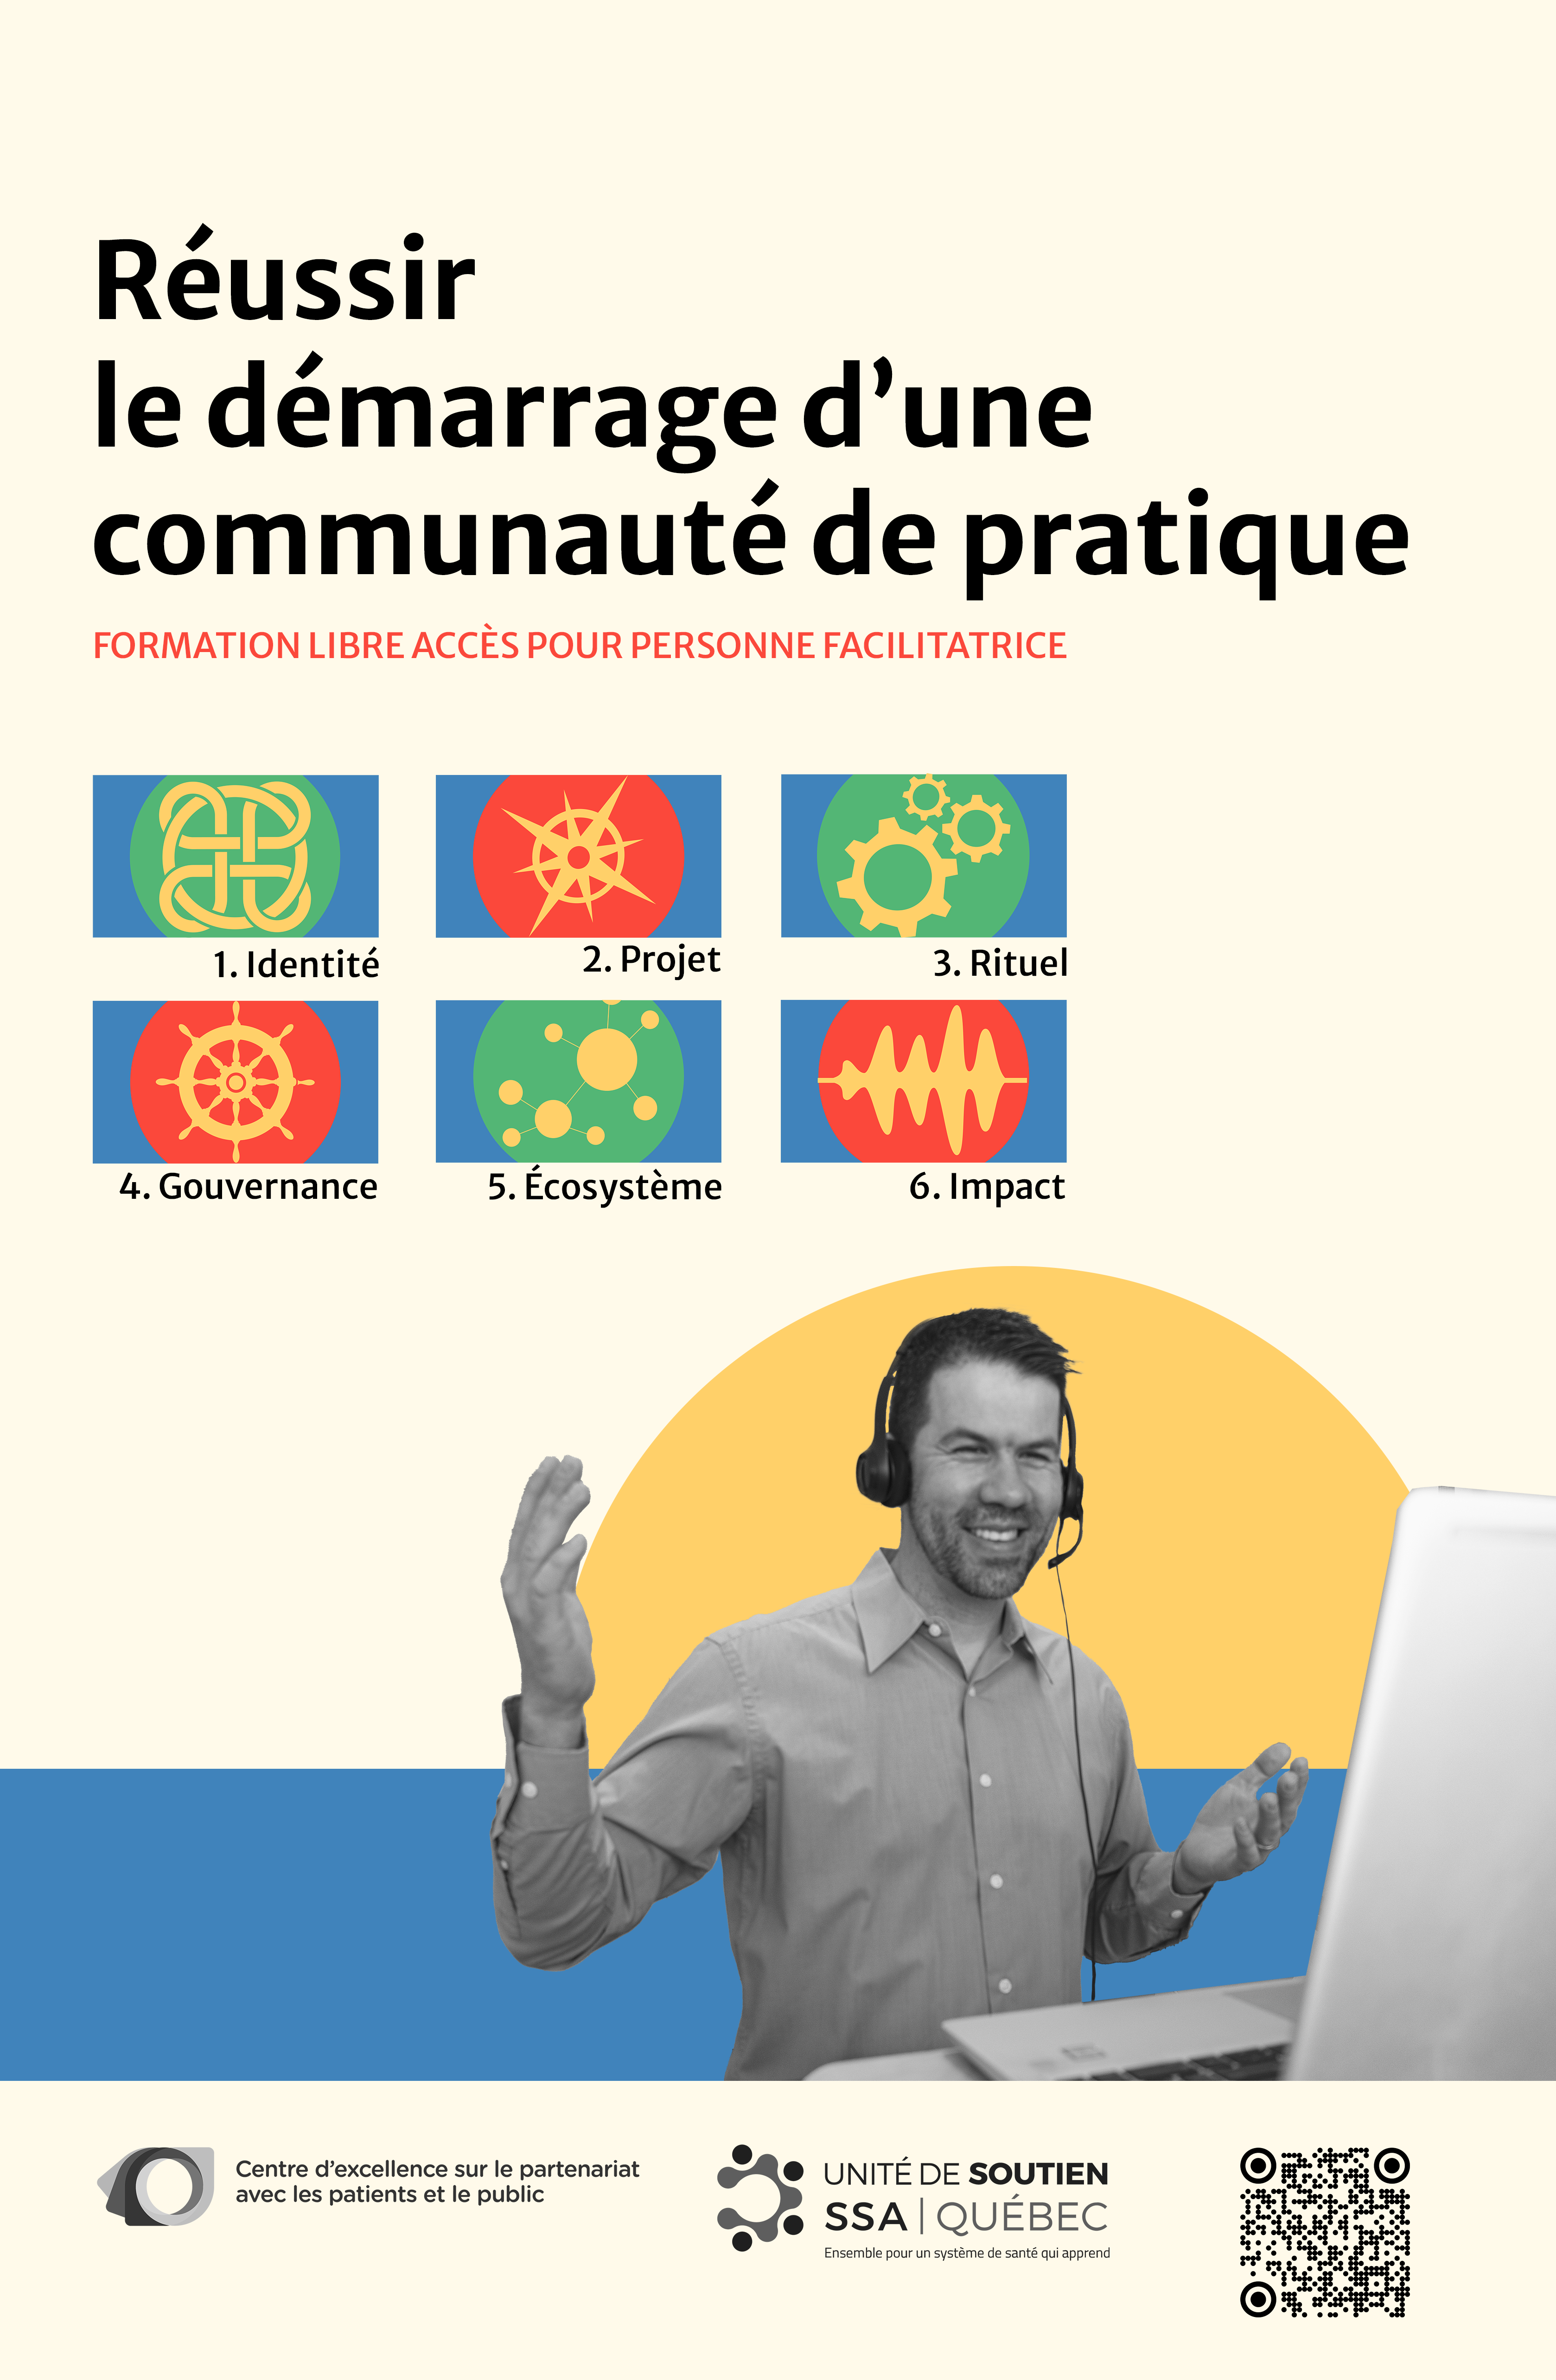 Réussir
le démarrage d’une
communauté de pratique
FORMATION LIBRE ACCÈS POUR PERSONNE FACILITATRICE
1. Identité
2. Projet
3. Rituel
4. Gouvernance
5. Écosystème
6. Impact
Centre d’excellence sur le partenariat
avec les patients et le public
UNITÉ DE SOUTIEN
SSA | QUÉBEC
Ensemble pour un système de santé qui apprend